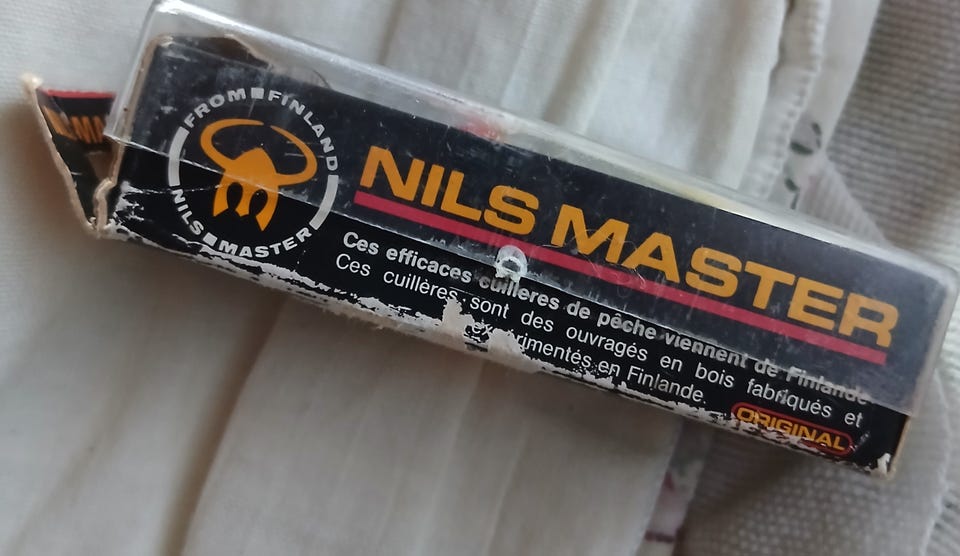 FROM FINLAND
NILS MASTER
NILS MASTER
Ces efficaces cuillères de pêche viennent de Finlande
Ces cuillères sont des ouvragés en bois fabriqués et
expérimentés en Finlande.
ORIGINAL